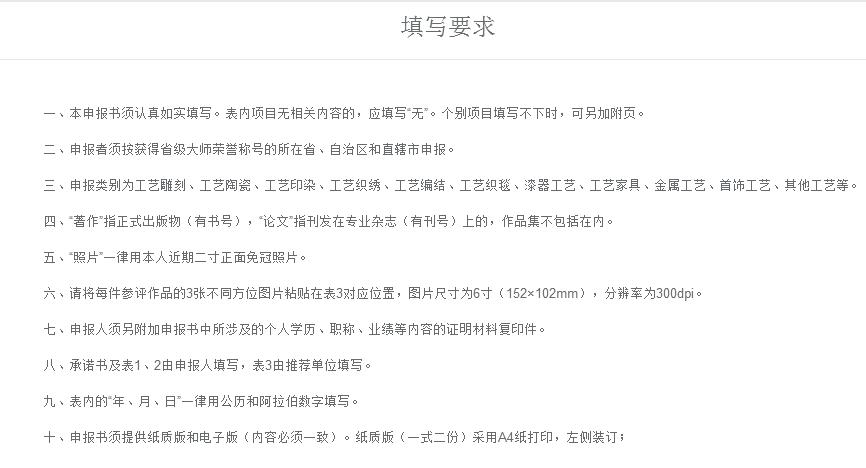 填写要求
一、本申报书须认真如实填写。表内项目无相关内容的，应填写“无”。个别项目填写不下时，可另加附页。
二、申报者须按获得省级大师荣誉称号的所在省、自治区和直辖市申报。
三、申报类别为工艺雕刻、工艺陶瓷、工艺印染、工艺织绣、工艺编结、工艺织毯、漆器工艺、工艺家具、金属工艺、首饰工艺、其他工艺等。
四、“著作”指正式出版物（有书号），“论文”指刊发在专业杂志（有刊号）上的，作品集不包括在内。
五、“照片”一律用本人近期二寸正面免冠照片。
六、请将每件参评作品的3张不同方位图片粘贴在表3对应位置，图片尺寸为6寸（152×102mm），分辨率为300dpi。
七、申报人须另附加申报书中所涉及的个人学历、职称、业绩等内容的证明材料复印件。
八、承诺书及表1、2由申报人填写，表3由推荐单位填写。
九、表内的“年、月、日”一律用公历和阿拉伯数字填写。
十、申报书须提供纸质版和电子版（内容必须一致）。纸质版（一式二份）采用A4纸打印，左侧装订；